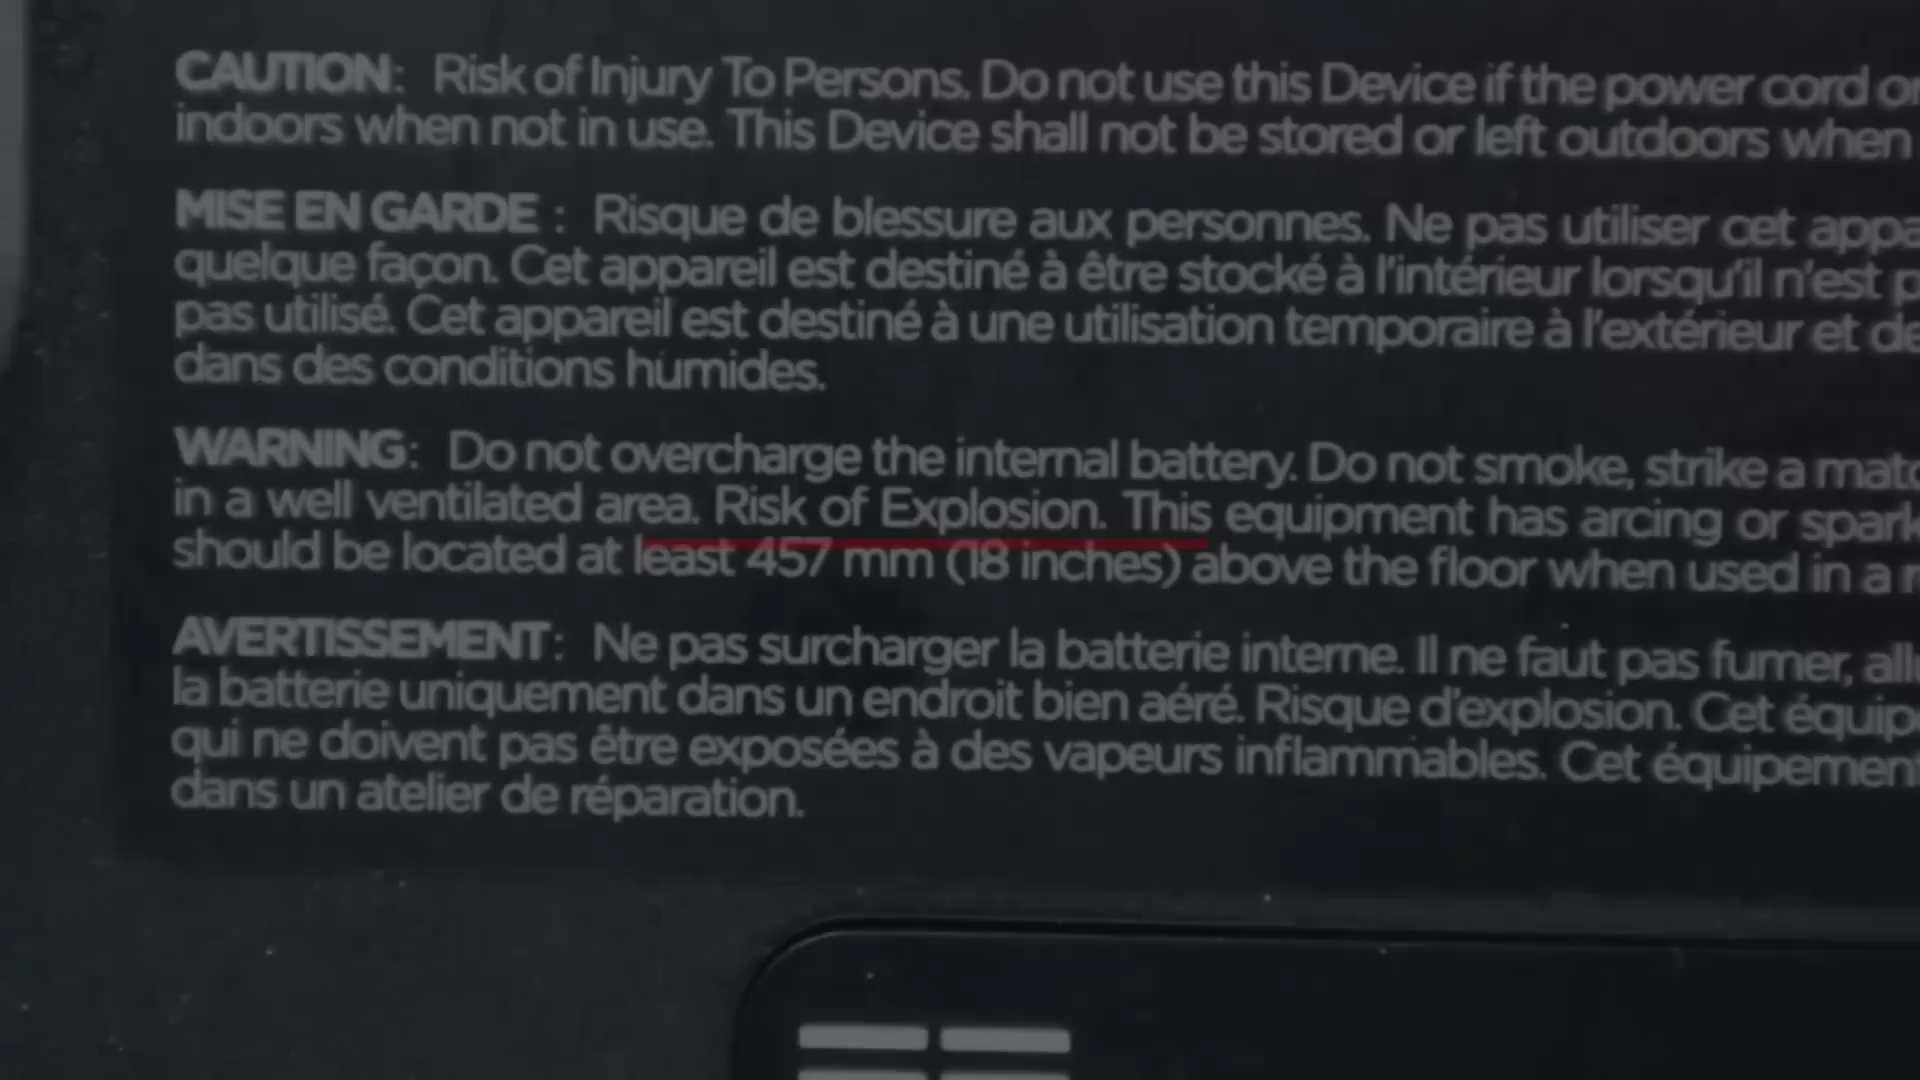 CAUTION: Risk of Injury To Persons. Do not use this Device if the power cord or
indoors when not in use. This Device shall not be stored or left outdoors when
MISE EN GARDE : Risque de blessure aux personnes. Ne pas utiliser cet
quelque façon. Cet appareil est destiné à être stocké à l'intérieur lorsqu'il n'est
pas utilisé. Cet appareil est destiné à une utilisation temporaire à l'extérieur et
dans des conditions humides.
WARNING: Do not overcharge the internal battery. Do not smoke, strike a
in a well ventilated area. Risk of Explosion. This equipment has arcing or
should be located at least 457 mm (18 inches) above the floor when used in a
AVERTISSEMENT: Ne pas surcharger la batterie interne. Il ne faut pas fumer,
la batterie uniquement dans un endroit bien aéré. Risque d'explosion. Cet
qui ne doivent pas être exposées à des vapeurs inflammables. Cet équipement
dans un atelier de réparation.